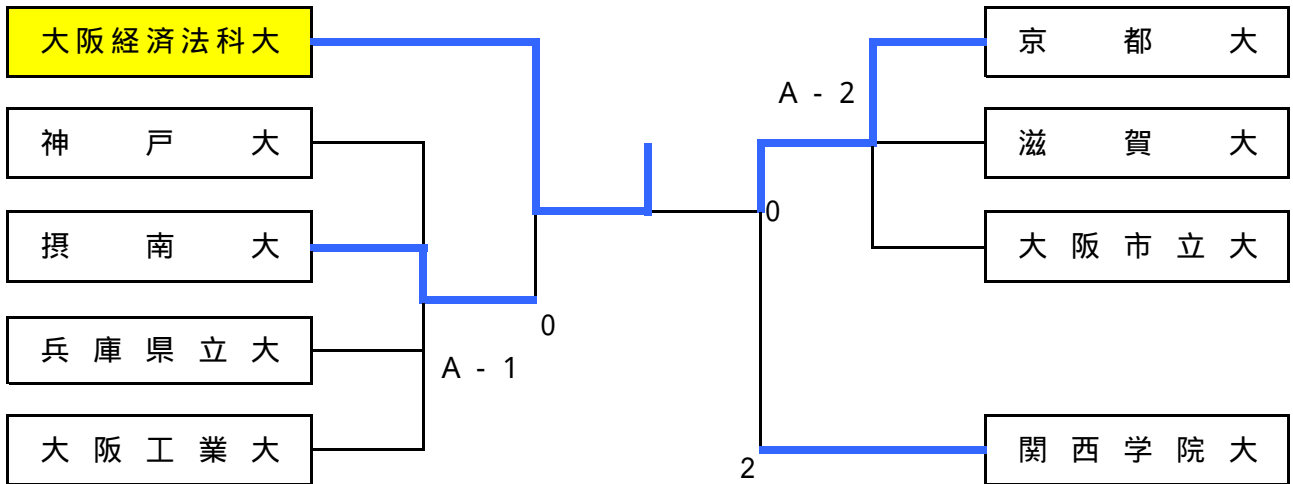 大阪経済法科大
神戸大
摂南大
兵庫県立大
大阪工業大
A - 1
0
A - 2
0
2
京都大
滋賀大
大阪市立大
関西学院大